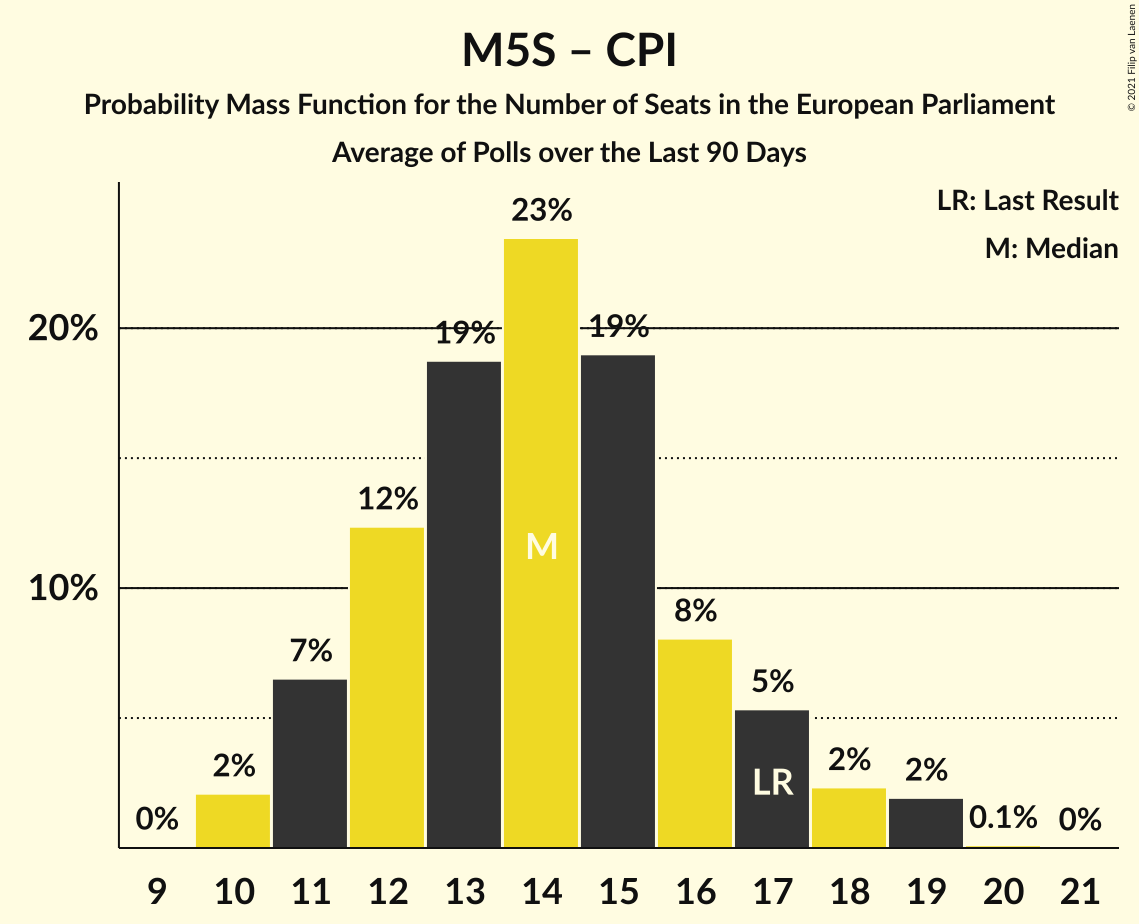 M5S – CPI
Probability Mass Function for the Number of Seats in the European Parliament
Average of Polls over the Last 90 Days
© 2021 Filip van Laenen
LR: Last Result
M: Median
20%
10%
0%
2%
7%
12%
19%
23%
19%
8%
5%
2%
2%
0.1%
0%
M
LR
9 10 11 12 13 14 15 16 17 18 19 20 21